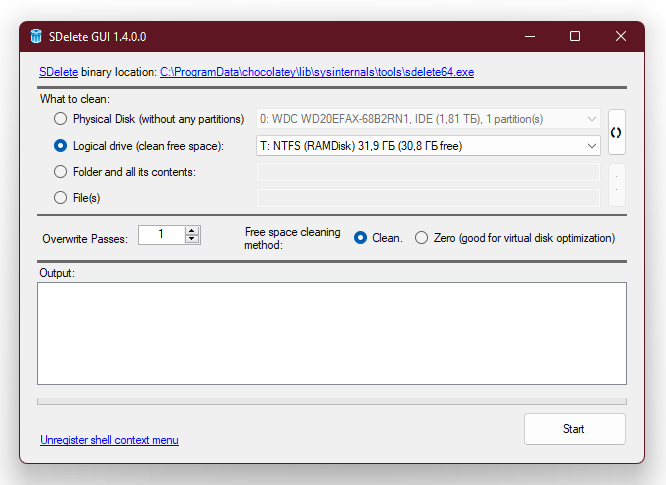 SDelete GUI 1.4.0.0
SDelete binary location: C:\ProgramData\chocolatey\lib\sysinternals\tools\sdelete64.exe
What to clean:
Physical Disk (without any partitions) 0: WDC WD20EFAX-68B2RN1, IDE (1,81 ТБ), 1 partition(s)
Logical drive (clean free space): T: NTFS (RAMDisk) 31,9 ГБ (30,8 ГБ free)
Folder and all its contents:
File(s)
Overwrite Passes: 1 Free space cleaning method: Clean. Zero (good for virtual disk optimization)
Output:
Unregister shell context menu
Start